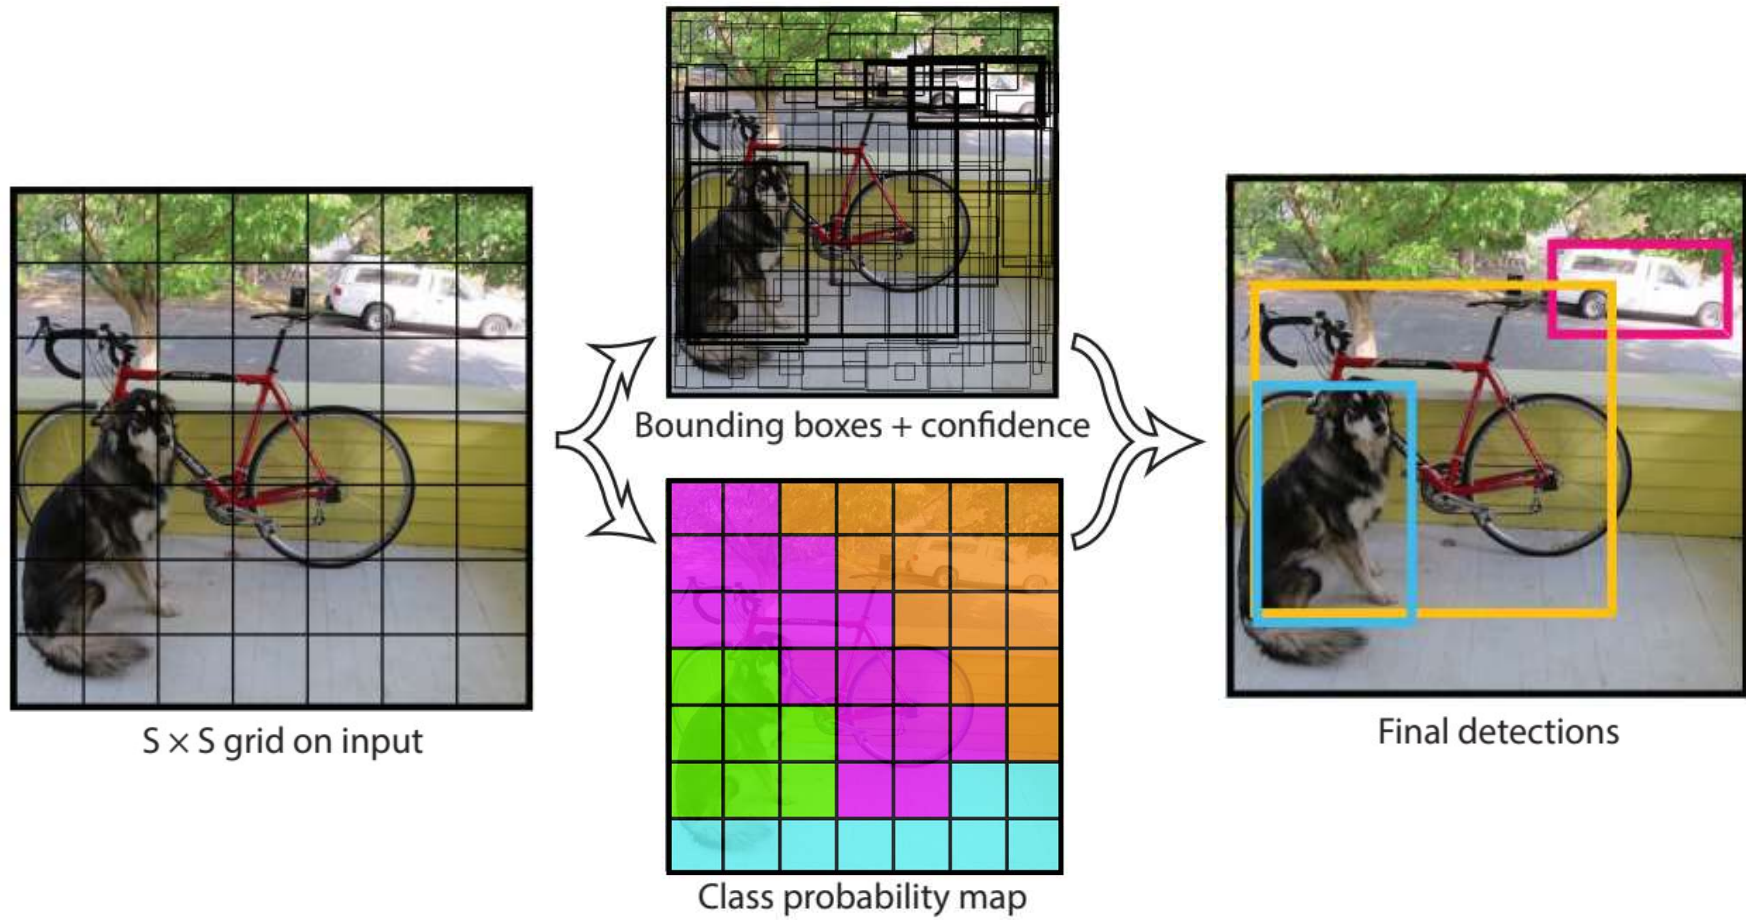 Bounding boxes + confidence
S × S grid on input
Final detections
Class probability map